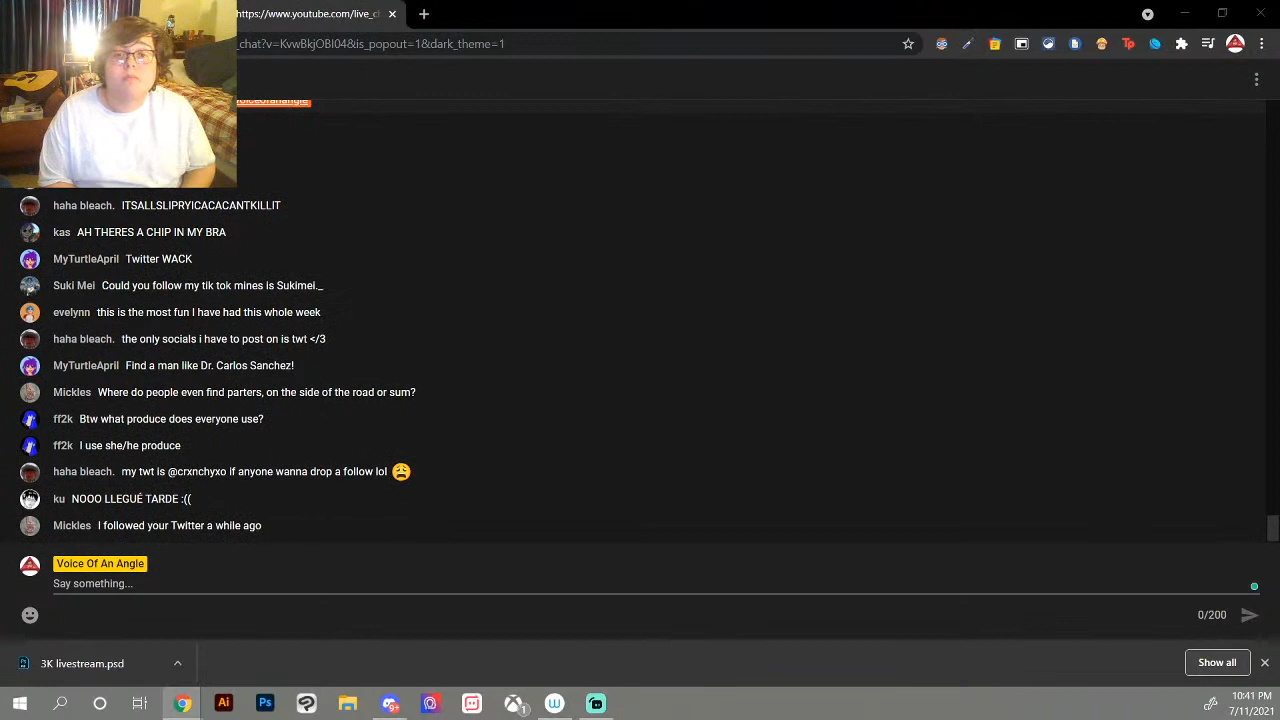 https://www.youtube.com/live_c
_chat?v=KvwBkjOBI04&is_popout=1&dark_theme=1
voiceofanangle
haha bleach. ITSALLSLIPRYICACACANTKILLIT
kas AH THERES A CHIP IN MY BRA
MyTurtleApril Twitter WACK
Suki Mei Could you follow my tik tok mines is Sukimei._
evelynn this is the most fun I have had this whole week
haha bleach. the only socials i have to post on is twt </3
MyTurtleApril Find a man like Dr. Carlos Sanchez!
Mickles Where do people even find parters, on the side of the road or sum?
ff2k Btw what produce does everyone use?
ff2k I use she/he produce
haha bleach. my twt is @crxnchyxo if anyone wanna drop a follow lol 😩
ku NOOO LLEGUÉ TARDE :((
Mickles I followed your Twitter a while ago
Voice Of An Angle
Say something...
0/200
3K livestream.psd
Show all
10:41 PM
7/11/2021